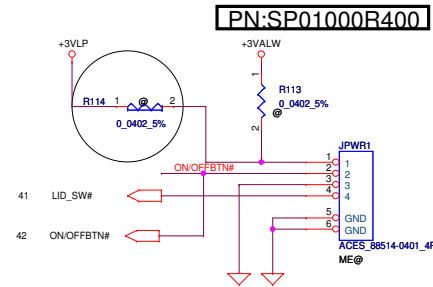 PN:SP01000R400
+3VLP
+3VALW
R114
1
@
2
0_0402_5%
1
R113
0_0402_5%
@
2
JPWR1
ON/OFFBTN#
1
2
3
4
5
6
1
2
3
4
GND
GND
41 LID_SW#
42 ON/OFFBTN#
ACES_88514-0401_4P
ME@